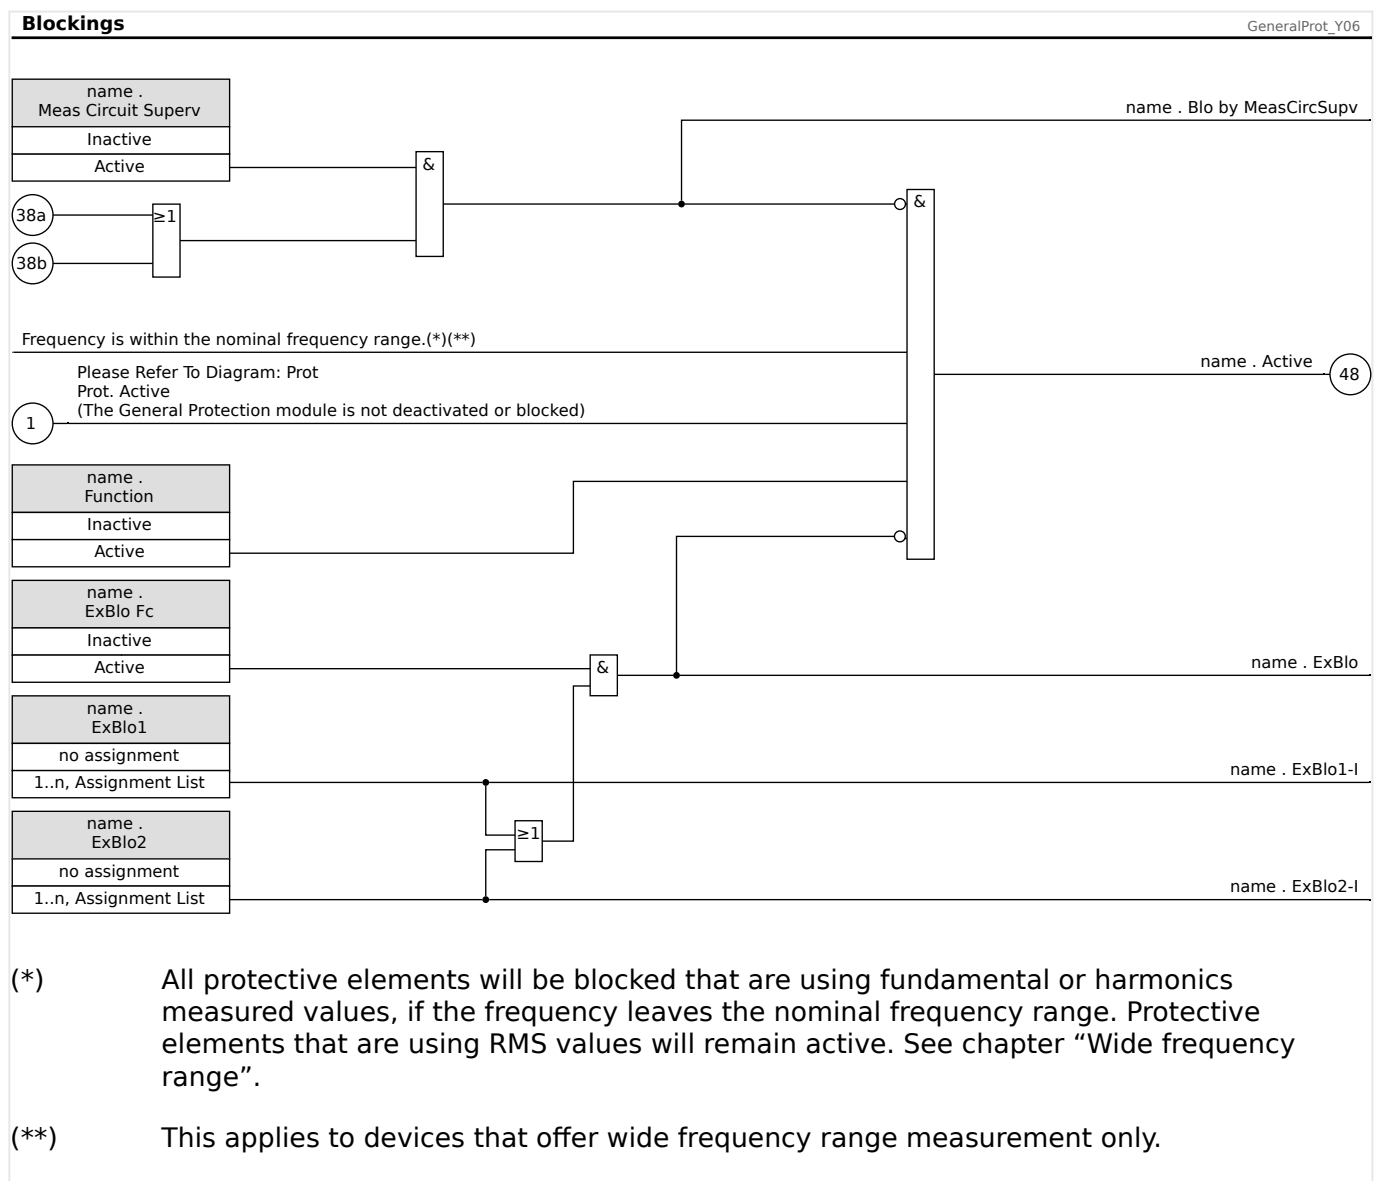 Blockings
GeneralProt_Y06
name .
Meas Circuit Superv
Inactive
Active
name . Blo by MeasCircSupv
&
&
38a
≥1
38b
Frequency is within the nominal frequency range.(*)(**)
Please Refer To Diagram: Prot
Prot. Active
(The General Protection module is not deactivated or blocked)
1
name . Active
48
name .
Function
Inactive
Active
name .
ExBlo Fc
Inactive
Active
&
name . ExBlo
name .
ExBlo1
no assignment
1..n, Assignment List
name . ExBlo1-I
name .
ExBlo2
≥1
no assignment
1..n, Assignment List
name . ExBlo2-I
(*) All protective elements will be blocked that are using fundamental or harmonics
measured values, if the frequency leaves the nominal frequency range. Protective
elements that are using RMS values will remain active. See chapter “Wide frequency
range”.
(**) This applies to devices that offer wide frequency range measurement only.